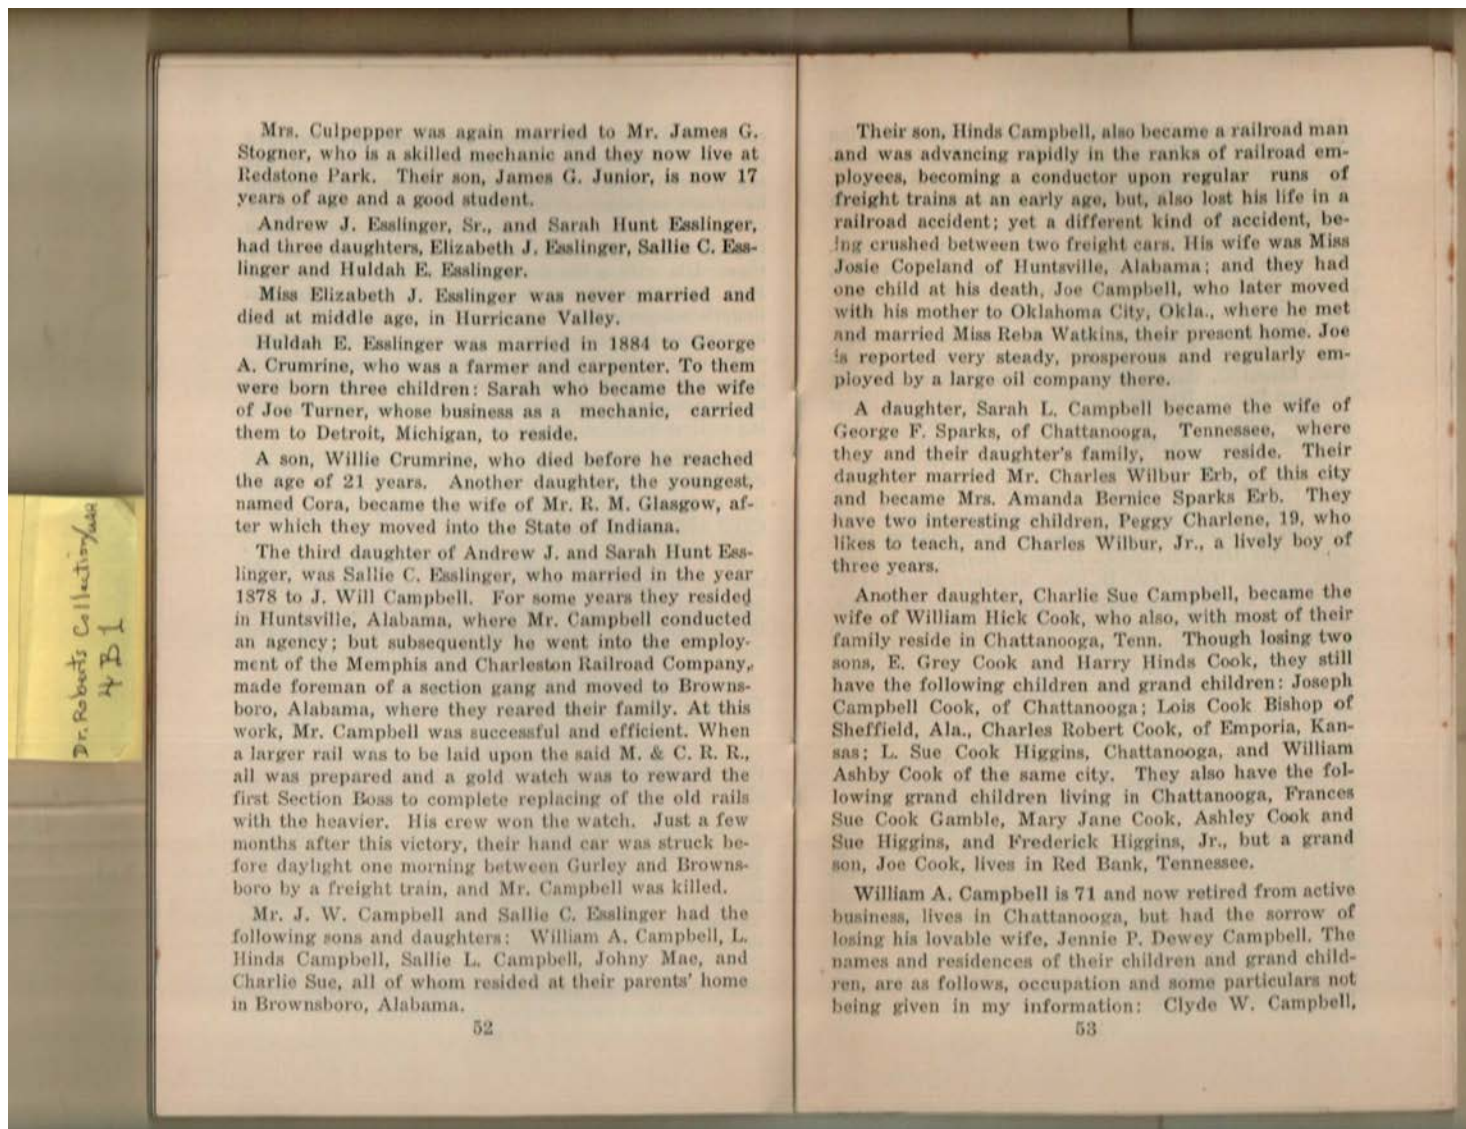 Mrs. Culpepper was again married to Mr. James G.
Stogner, who is a skilled mechanic and they now live at
Redstone Park. Their son, James G. Junior, is now 17
years of age and a good student.
Andrew J. Esslinger, Sr., and Sarah Hunt Esslinger,
had three daughters, Elizabeth J. Esslinger, Sallie C. Ess-
linger and Huldah E. Esslinger.
Miss Elizabeth J. Esslinger was never married and
died at middle age, in Hurricane Valley.
Huldah E. Esslinger was married in 1884 to George
A. Crumrine, who was a farmer and carpenter. To them
were born three children: Sarah who became the wife
of Joe Turner, whose business as a mechanic, carried
them to Detroit, Michigan, to reside.
A son, Willie Crumrine, who died before he reached
the age of 21 years. Another daughter, the youngest,
named Cora, became the wife of Mr. R. M. Glasgow, af-
ter which they moved into the State of Indiana.
The third daughter of Andrew J. and Sarah Hunt Ess-
linger, was Sallie C. Esslinger, who married in the year
1878 to J. Will Campbell. For some years they resided
in Huntsville, Alabama, where Mr. Campbell conducted
an agency; but subsequently he went into the employ-
ment of the Memphis and Charleston Railroad Company,
made foreman of a section gang and moved to Browns-
boro, Alabama, where they reared their family. At this
work, Mr. Campbell was successful and efficient. When
a larger rail was to be laid upon the said M. & C. R. R.,
all was prepared and a gold watch was to reward the
first Section Boss to complete replacing of the old rails
with the heavier. His crew won the watch. Just a few
months after this victory, their hand car was struck be-
fore daylight one morning between Gurley and Browns-
boro by a freight train, and Mr. Campbell was killed.
Mr. J. W. Campbell and Sallie C. Esslinger had the
following sons and daughters: William A. Campbell, L.
Hinds Campbell, Sallie L. Campbell, Johny Mae, and
Charlie Sue, all of whom resided at their parents' home
in Brownsboro, Alabama.
52
Their son, Hinds Campbell, also became a railroad man
and was advancing rapidly in the ranks of railroad em-
ployees, becoming a conductor upon regular runs of
freight trains at an early age, but, also lost his life in a
railroad accident; yet a different kind of accident, be-
ing crushed between two freight cars. His wife was Miss
Josie Copeland of Huntsville, Alabama; and they had
one child at his death, Joe Campbell, who later moved
with his mother to Oklahoma City, Okla., where he met
and married Miss Reba Watkins, their present home. Joe
is reported very steady, prosperous and regularly em-
ployed by a large oil company there.
A daughter, Sarah L. Campbell became the wife of
George F. Sparks, of Chattanooga, Tennessee, where
they and their daughter's family, now reside. Their
daughter married Mr. Charles Wilbur Erb, of this city
and became Mrs. Amanda Bernice Sparks Erb. They
have two interesting children, Peggy Charlene, 19, who
likes to teach, and Charles Wilbur, Jr., a lively boy of
three years.
Another daughter, Charlie Sue Campbell, became the
wife of William Hick Cook, who also, with most of their
family reside in Chattanooga, Tenn. Though losing two
sons, E. Grey Cook and Harry Hinds Cook, they still
have the following children and grand children: Joseph
Campbell Cook, of Chattanooga; Lois Cook Bishop of
Sheffield, Ala., Charles Robert Cook, of Emporia, Kan-
sas; L. Sue Cook Higgins, Chattanooga, and William
Ashby Cook of the same city. They also have the fol-
lowing grand children living in Chattanooga, Frances
Sue Cook Gamble, Mary Jane Cook, Ashley Cook and
Sue Higgins, and Frederick Higgins, Jr., but a grand
son, Joe Cook, lives in Red Bank, Tennessee.
William A. Campbell is 71 and now retired from active
business, lives in Chattanooga, but had the sorrow of
losing his lovable wife, Jennie P. Dewey Campbell. The
names and residences of their children and grand child-
ren, are as follows, occupation and some particulars not
being given in my information: Clyde W. Campbell,
53
Dr. Roberts Collection
4 B 1